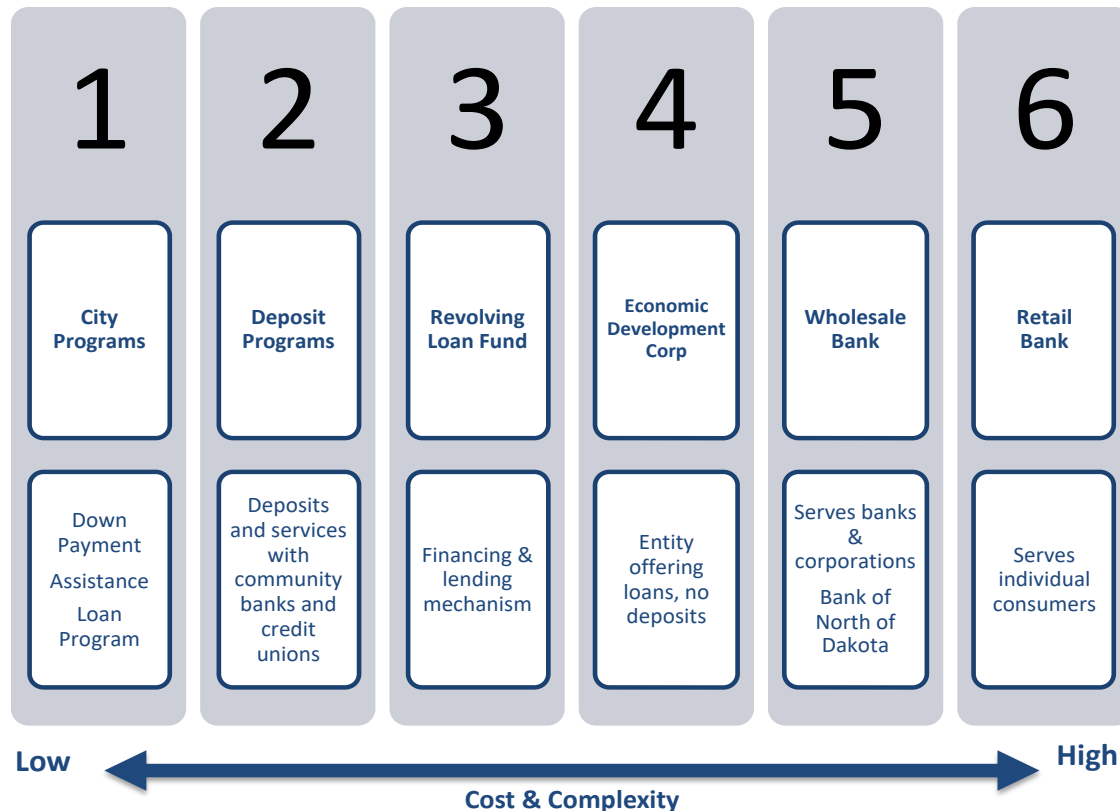 1
City
Programs
Down
Payment
Assistance
Loan
Program
2
Deposit
Programs
Deposits
and services
with
community
banks and
credit
unions
3
Revolving
Loan Fund
Financing &
lending
mechanism
4
Economic
Development
Corp
Entity
offering
loans, no
deposits
5
Wholesale
Bank
Serves banks
&
corporations
Bank of
North of
Dakota
6
Retail
Bank
Serves
individual
consumers
Low
High
Cost & Complexity